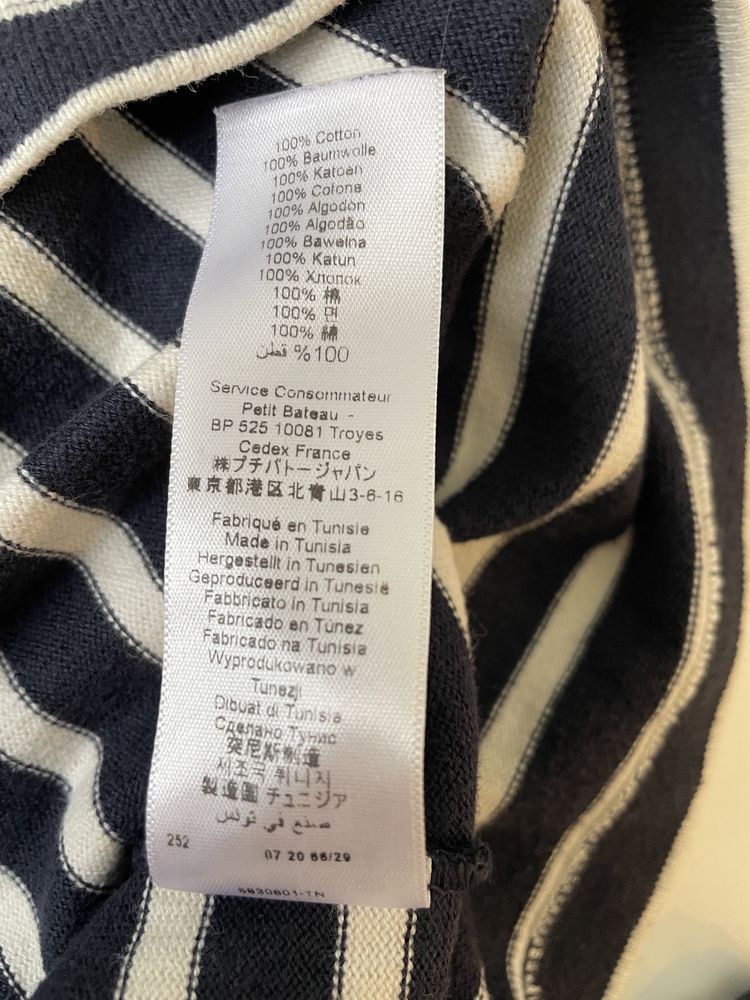 100% Cotton
100% Baumwolle
100% Katoen
100% Cotone
100% Algodón
100% Algodão
100% Bawełna
100% Katun
100% Хлопок
100% 棉
100% 면
100% 綿
100% قطن
Service Consommateur
Petit Bateau -
BP 525 10081 Troyes
Cedex France
㈱プチバトージャパン
東京都港区北青山3-6-16
Fabriqué en Tunisie
Made in Tunisia
Hergestellt in Tunesien
Geproduceerd in Tunesië
Fabbricato in Tunisia
Fabricado en Túnez
Fabricado na Tunisia
Wyprodukowano w
Tunezji
Dibuat di Tunisia
Сделано Тунис
突尼斯制造
製造園 チュニジア
صنع في تونس
252 07 20 66/29